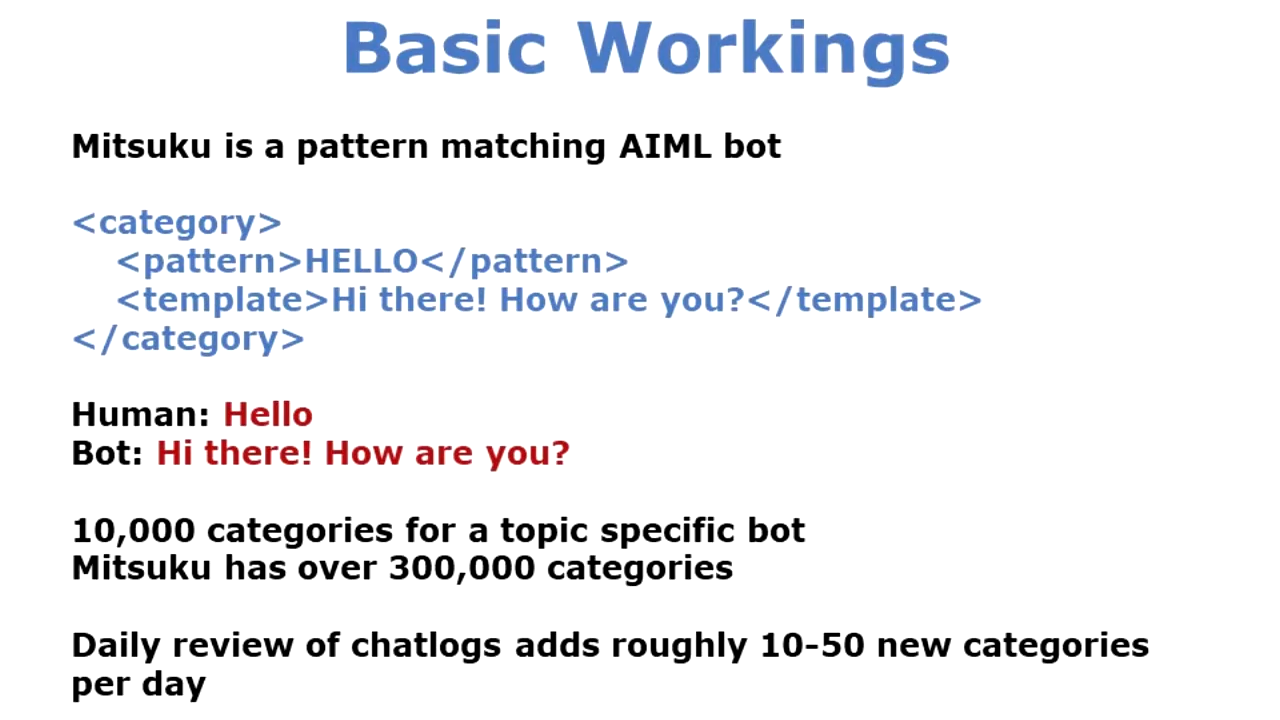 Basic Workings
Mitsuku is a pattern matching AIML bot
<category>
<pattern>HELLO</pattern>
<template>Hi there! How are you?</template>
</category>
Human: Hello
Bot: Hi there! How are you?
10,000 categories for a topic specific bot
Mitsuku has over 300,000 categories
Daily review of chatlogs adds roughly 10-50 new categories
per day